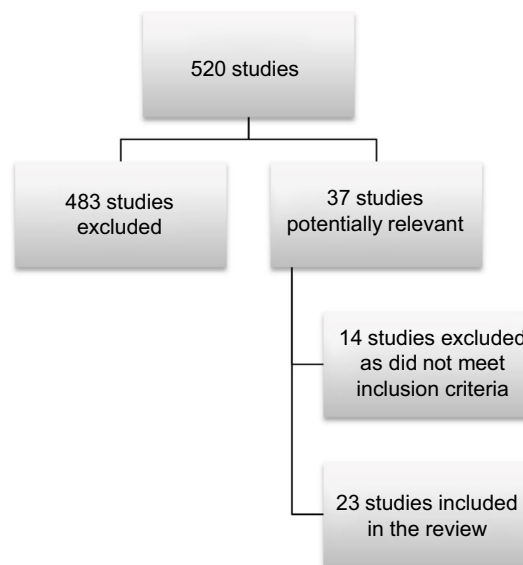 520 studies
483 studies
excluded
37 studies
potentially relevant
14 studies excluded
as did not meet
inclusion criteria
23 studies included
in the review